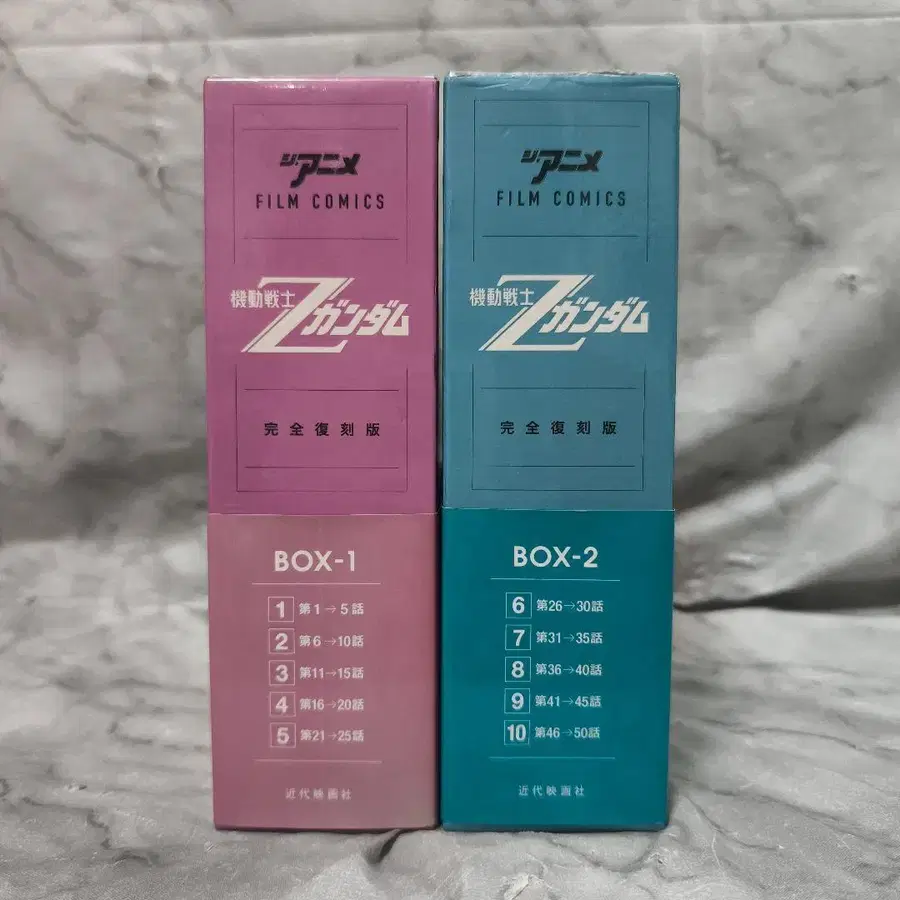 ジ・アニメ
FILM COMICS
機動戦士Ζガンダム
完全復刻版
BOX-1
1 第1→5話
2 第6→10話
3 第11→15話
4 第16→20話
5 第21→25話
近代映画社
ジ・アニメ
FILM COMICS
機動戦士Ζガンダム
完全復刻版
BOX-2
6 第26→30話
7 第31→35話
8 第36→40話
9 第41→45話
10 第46→50話
近代映画社